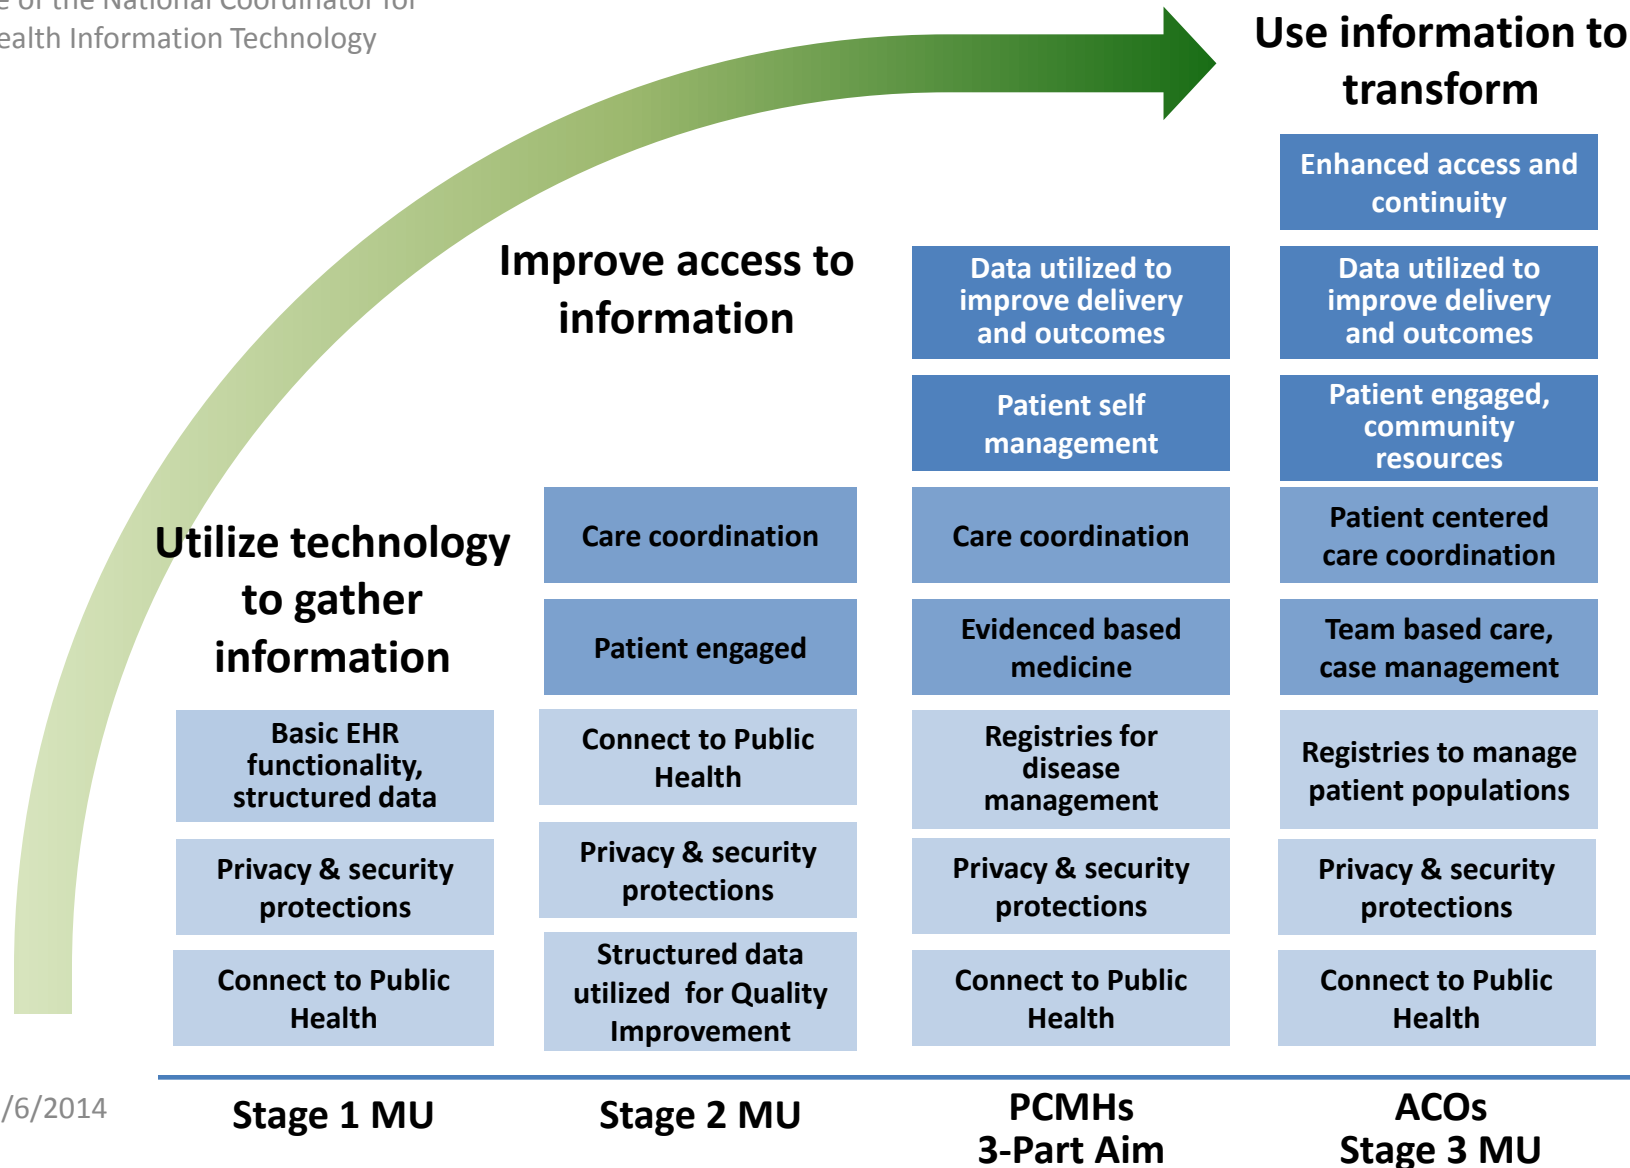 of the National Coordinator for
Health Information Technology
Use information to
transform
Enhanced access and
continuity
Improve access to
information
Data utilized to
improve delivery
and outcomes
Data utilized to
improve delivery
and outcomes
Patient self
management
Patient engaged,
community
resources
Utilize technology
to gather
information
Care coordination
Care coordination
Patient centered
care coordination
Patient engaged
Evidenced based
medicine
Team based care,
case management
Basic EHR
functionality,
structured data
Connect to Public
Health
Registries for
disease
management
Registries to manage
patient populations
Privacy & security
protections
Privacy & security
protections
Privacy & security
protections
Privacy & security
protections
Connect to Public
Health
Structured data
utilized for Quality
Improvement
Connect to Public
Health
Connect to Public
Health
/6/2014
Stage 1 MU
Stage 2 MU
PCMHs
3-Part Aim
ACOs
Stage 3 MU